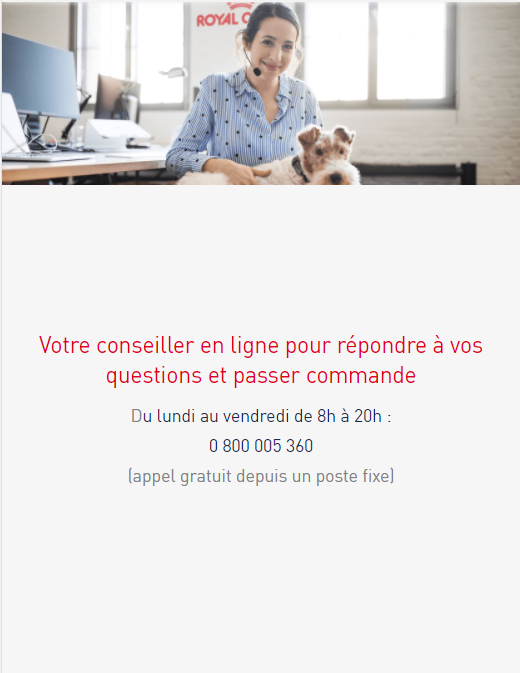 ROYAL C
Votre conseiller en ligne pour répondre à vos
questions et passer commande
Du lundi au vendredi de 8h à 20h :
0 800 005 360
(appel gratuit depuis un poste fixe)